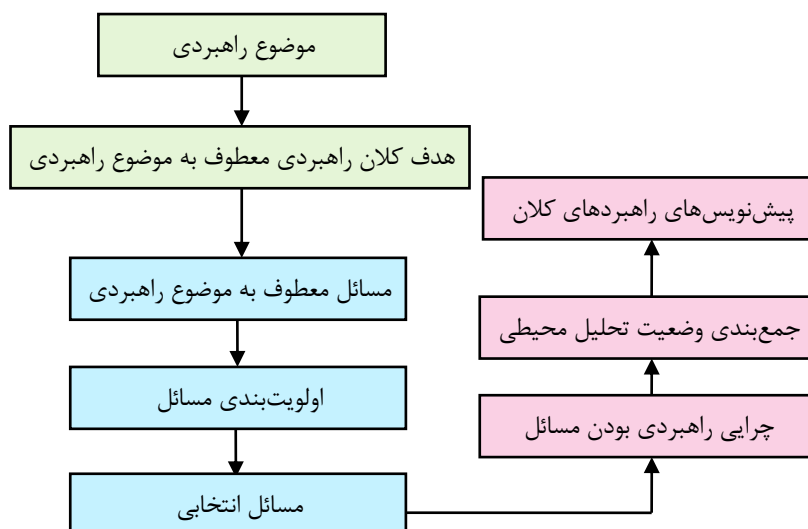 موضوع راهبردی
هدف کلان راهبردی معطوف به موضوع راهبردی
مسائل معطوف به موضوع راهبردی
اولویت‌بندی مسائل
مسائل انتخابی
چرایی راهبردی بودن مسائل
جمع‌بندی وضعیت تحلیل محیطی
پیش‌نویس‌های راهبردهای کلان